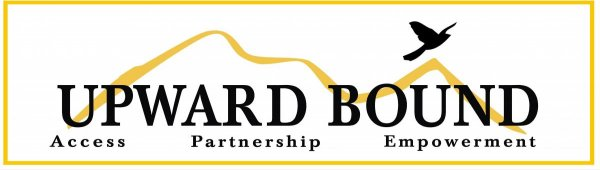 UPWARD BOUND
Access Partnership Empowerment